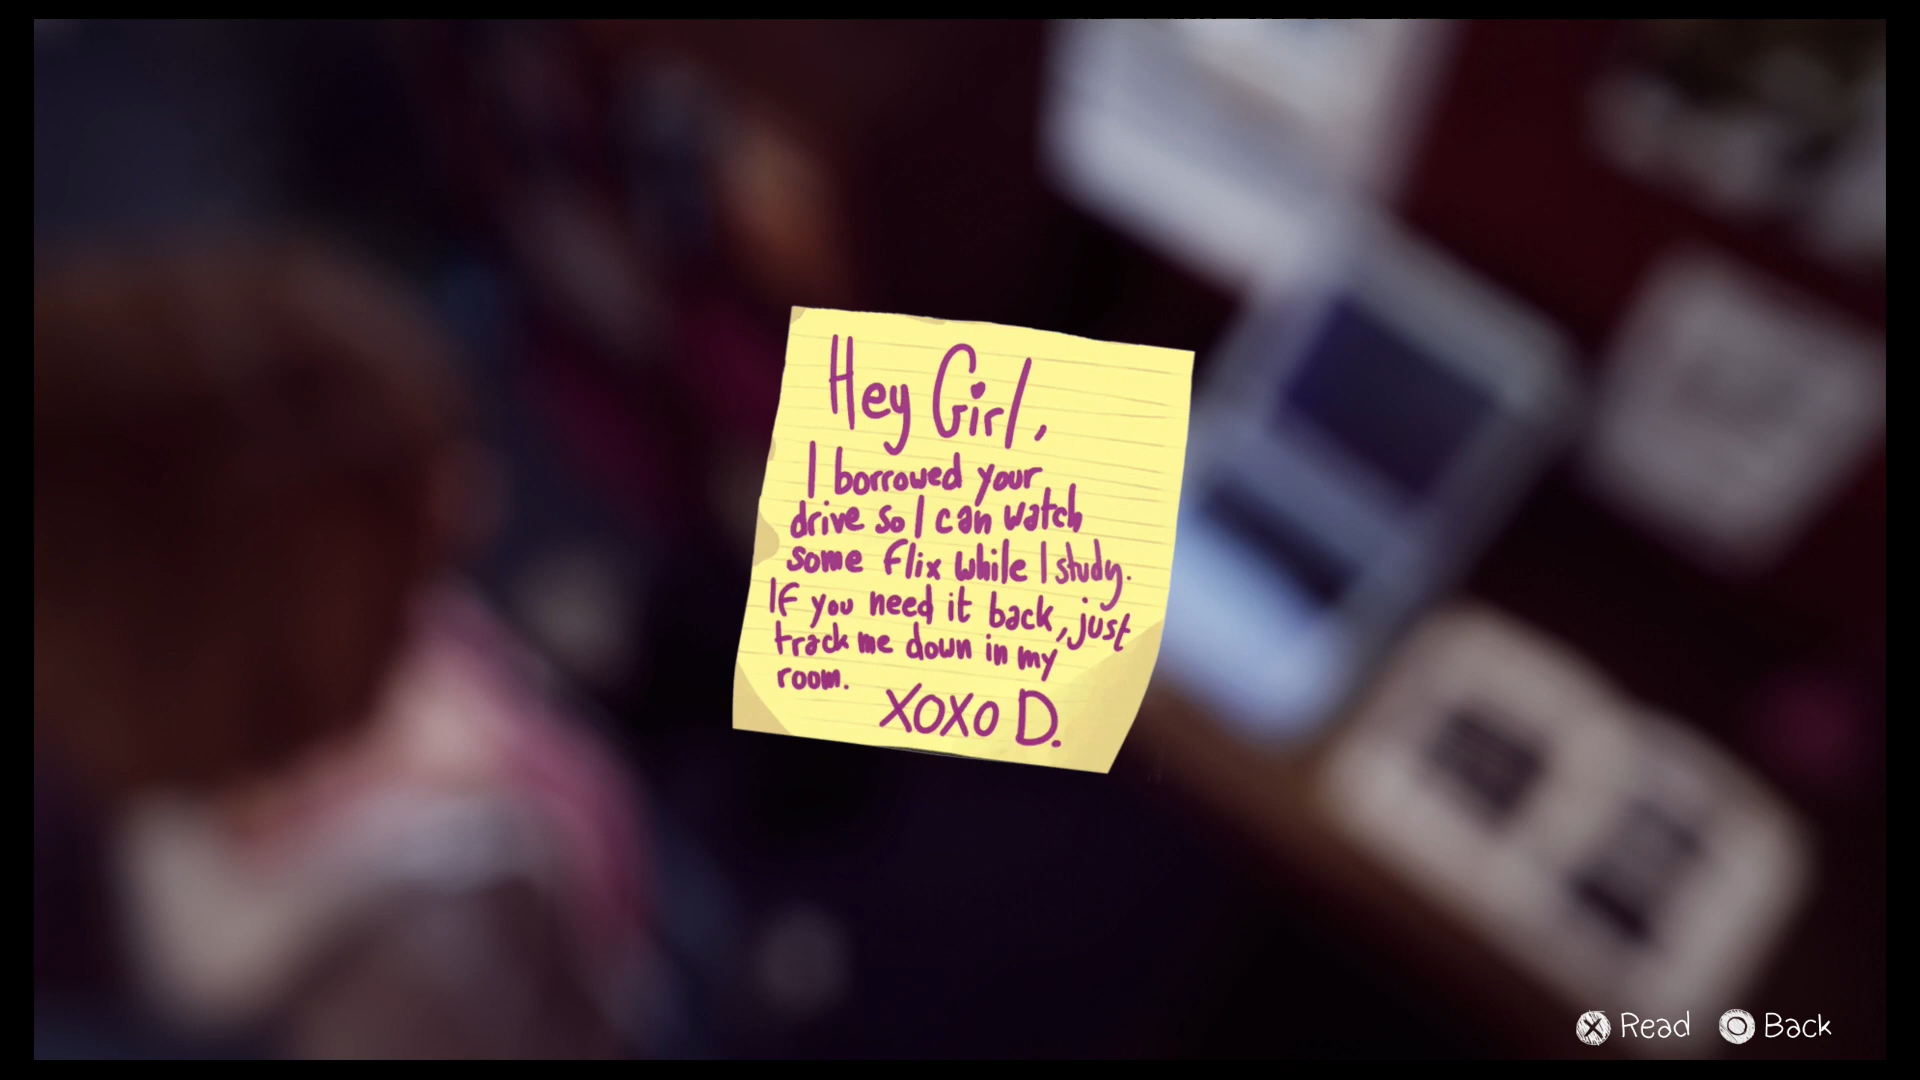 Hey Girl,
I borrowed your
drive so I can watch
some flix while I study.
If you need it back, just
track me down in my
room.
XOXO D.
Read Back